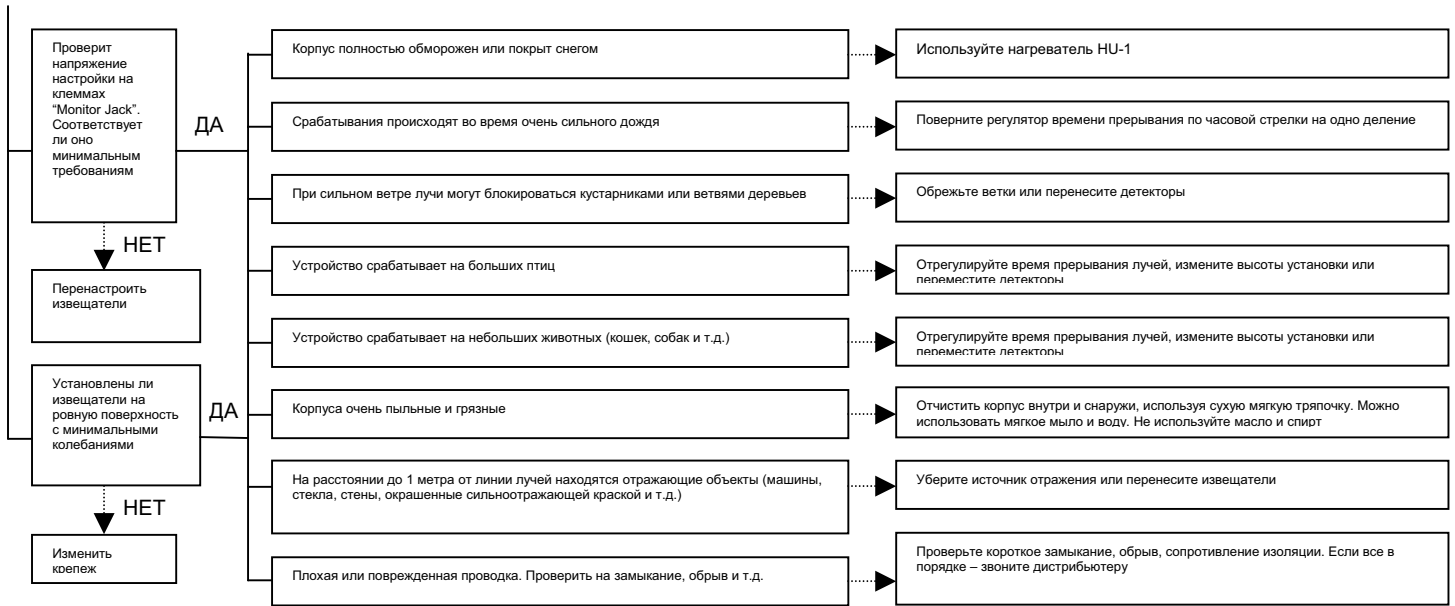 Проверит
напряжение
настройки на
клеммах
“Monitor Jack”.
Соответствует
ли оно
минимальным
требованиям
ДА
НЕТ
Перенастроить
извещатели
Установлены ли
извещатели на
ровную поверхность
с минимальными
колебаниями
ДА
НЕТ
Изменить
крепеж
Корпус полностью обморожен или покрыт снегом
Используйте нагреватель HU-1
Срабатывания происходят во время очень сильного дождя
Поверните регулятор времени прерывания по часовой стрелки на одно деление
При сильном ветре лучи могут блокироваться кустарниками или ветвями деревьев
Обрежьте ветки или перенесите детекторы
Устройство срабатывает на больших птиц
Отрегулируйте время прерывания лучей, измените высоты установки или
переместите детекторы
Устройство срабатывает на небольших животных (кошек, собак и т.д.)
Отрегулируйте время прерывания лучей, измените высоты установки или
переместите детекторы
Корпуса очень пыльные и грязные
Отчистить корпус внутри и снаружи, используя сухую мягкую тряпочку. Можно
использовать мягкое мыло и воду. Не используйте масло и спирт
На расстоянии до 1 метра от линии лучей находятся отражающие объекты (машины,
стекла, стены, окрашенные сильноотражающей краской и т.д.)
Уберите источник отражения или перенесите извещатели
Плохая или поврежденная проводка. Проверить на замыкание, обрыв и т.д.
Проверьте короткое замыкание, обрыв, сопротивление изоляции. Если все в
порядке – звоните дистрибьютеру